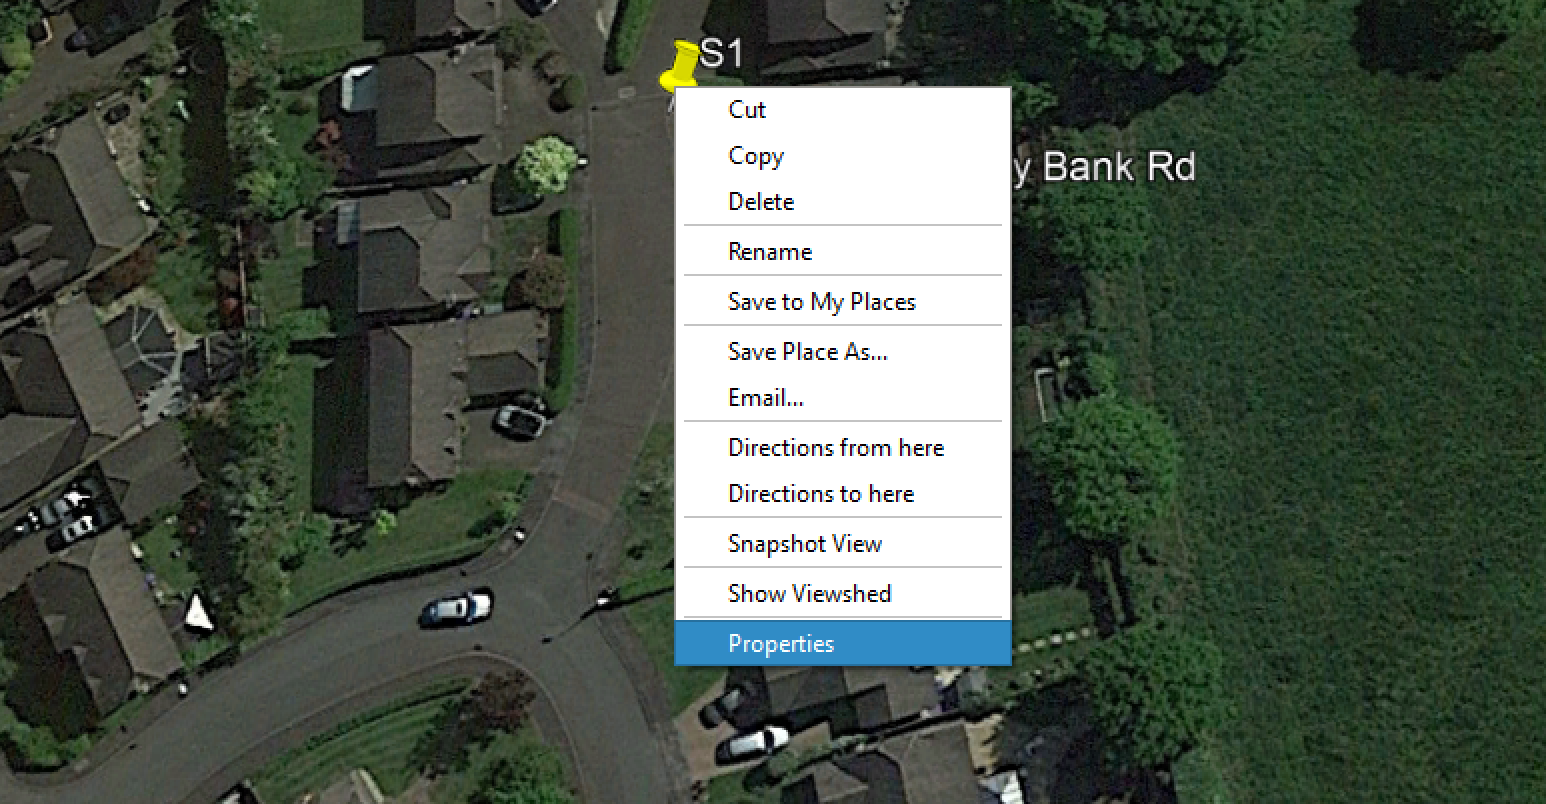 S1
Cut
Copy
y Bank Rd
Delete
Rename
Save to My Places
Save Place As...
Email...
Directions from here
Directions to here
Snapshot View
Show Viewshed
Properties